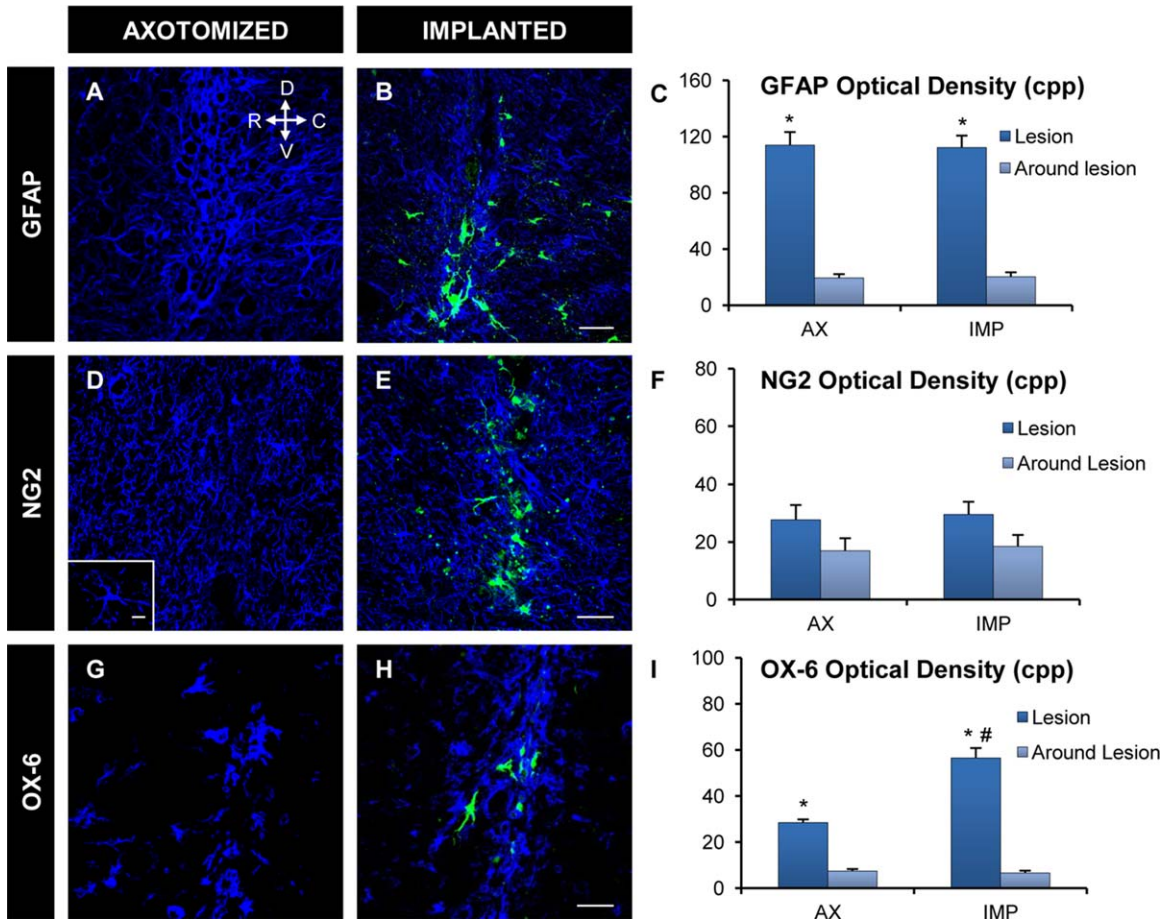 AXOTOMIZED
IMPLANTED
GFAP
A
D
R
C
V
B
C
GFAP Optical Density (cpp)
160
120
80
40
0
*
*
Lesion
Around lesion
AX
IMP
NG2
D
E
F
NG2 Optical Density (cpp)
80
60
40
20
0
Lesion
Around Lesion
AX
IMP
OX-6
G
H
I
OX-6 Optical Density (cpp)
100
80
60
40
20
0
*
* #
Lesion
Around Lesion
AX
IMP